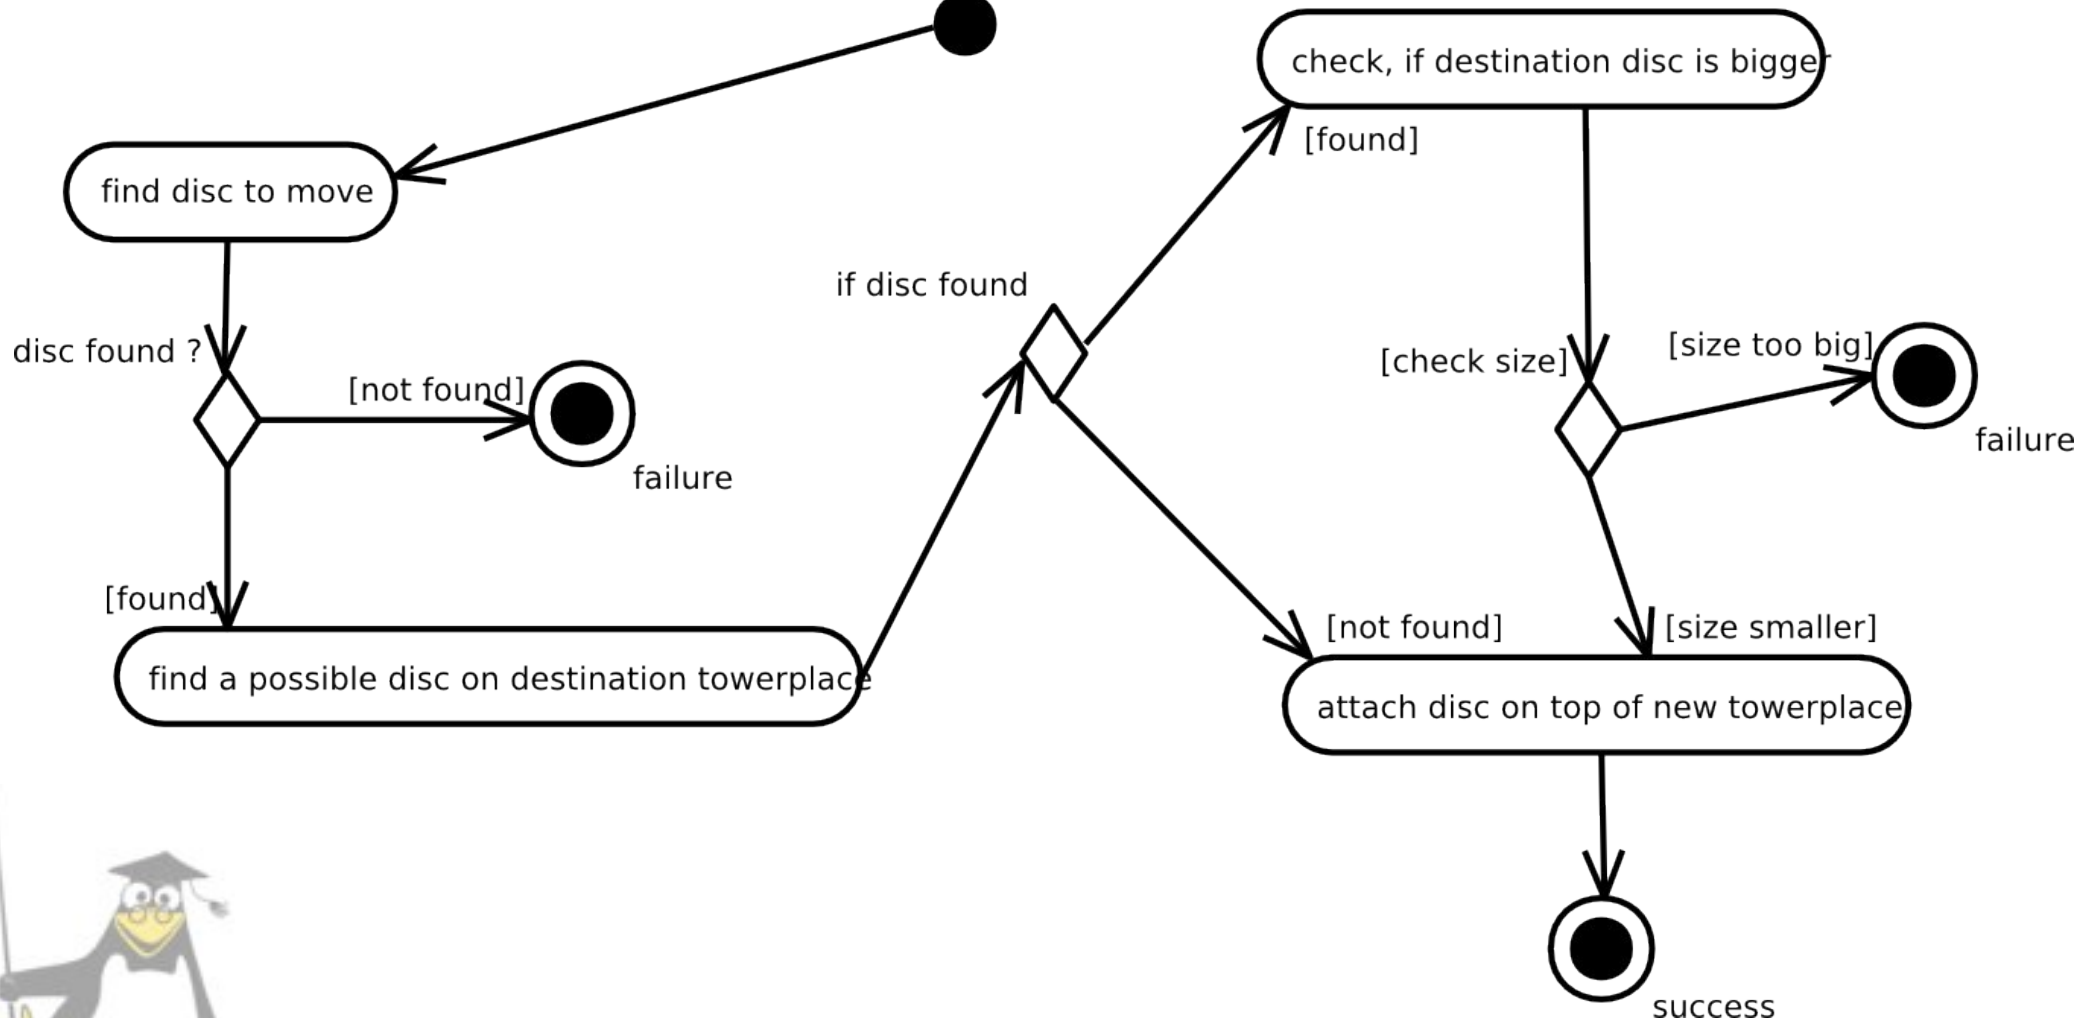 check, if destination disc is bigger
[found]
find disc to move
if disc found
disc found ?
[not found]
failure
[check size]
[size too big]
failure
[found]
find a possible disc on destination towerplace
[not found]
[size smaller]
attach disc on top of new towerplace
success